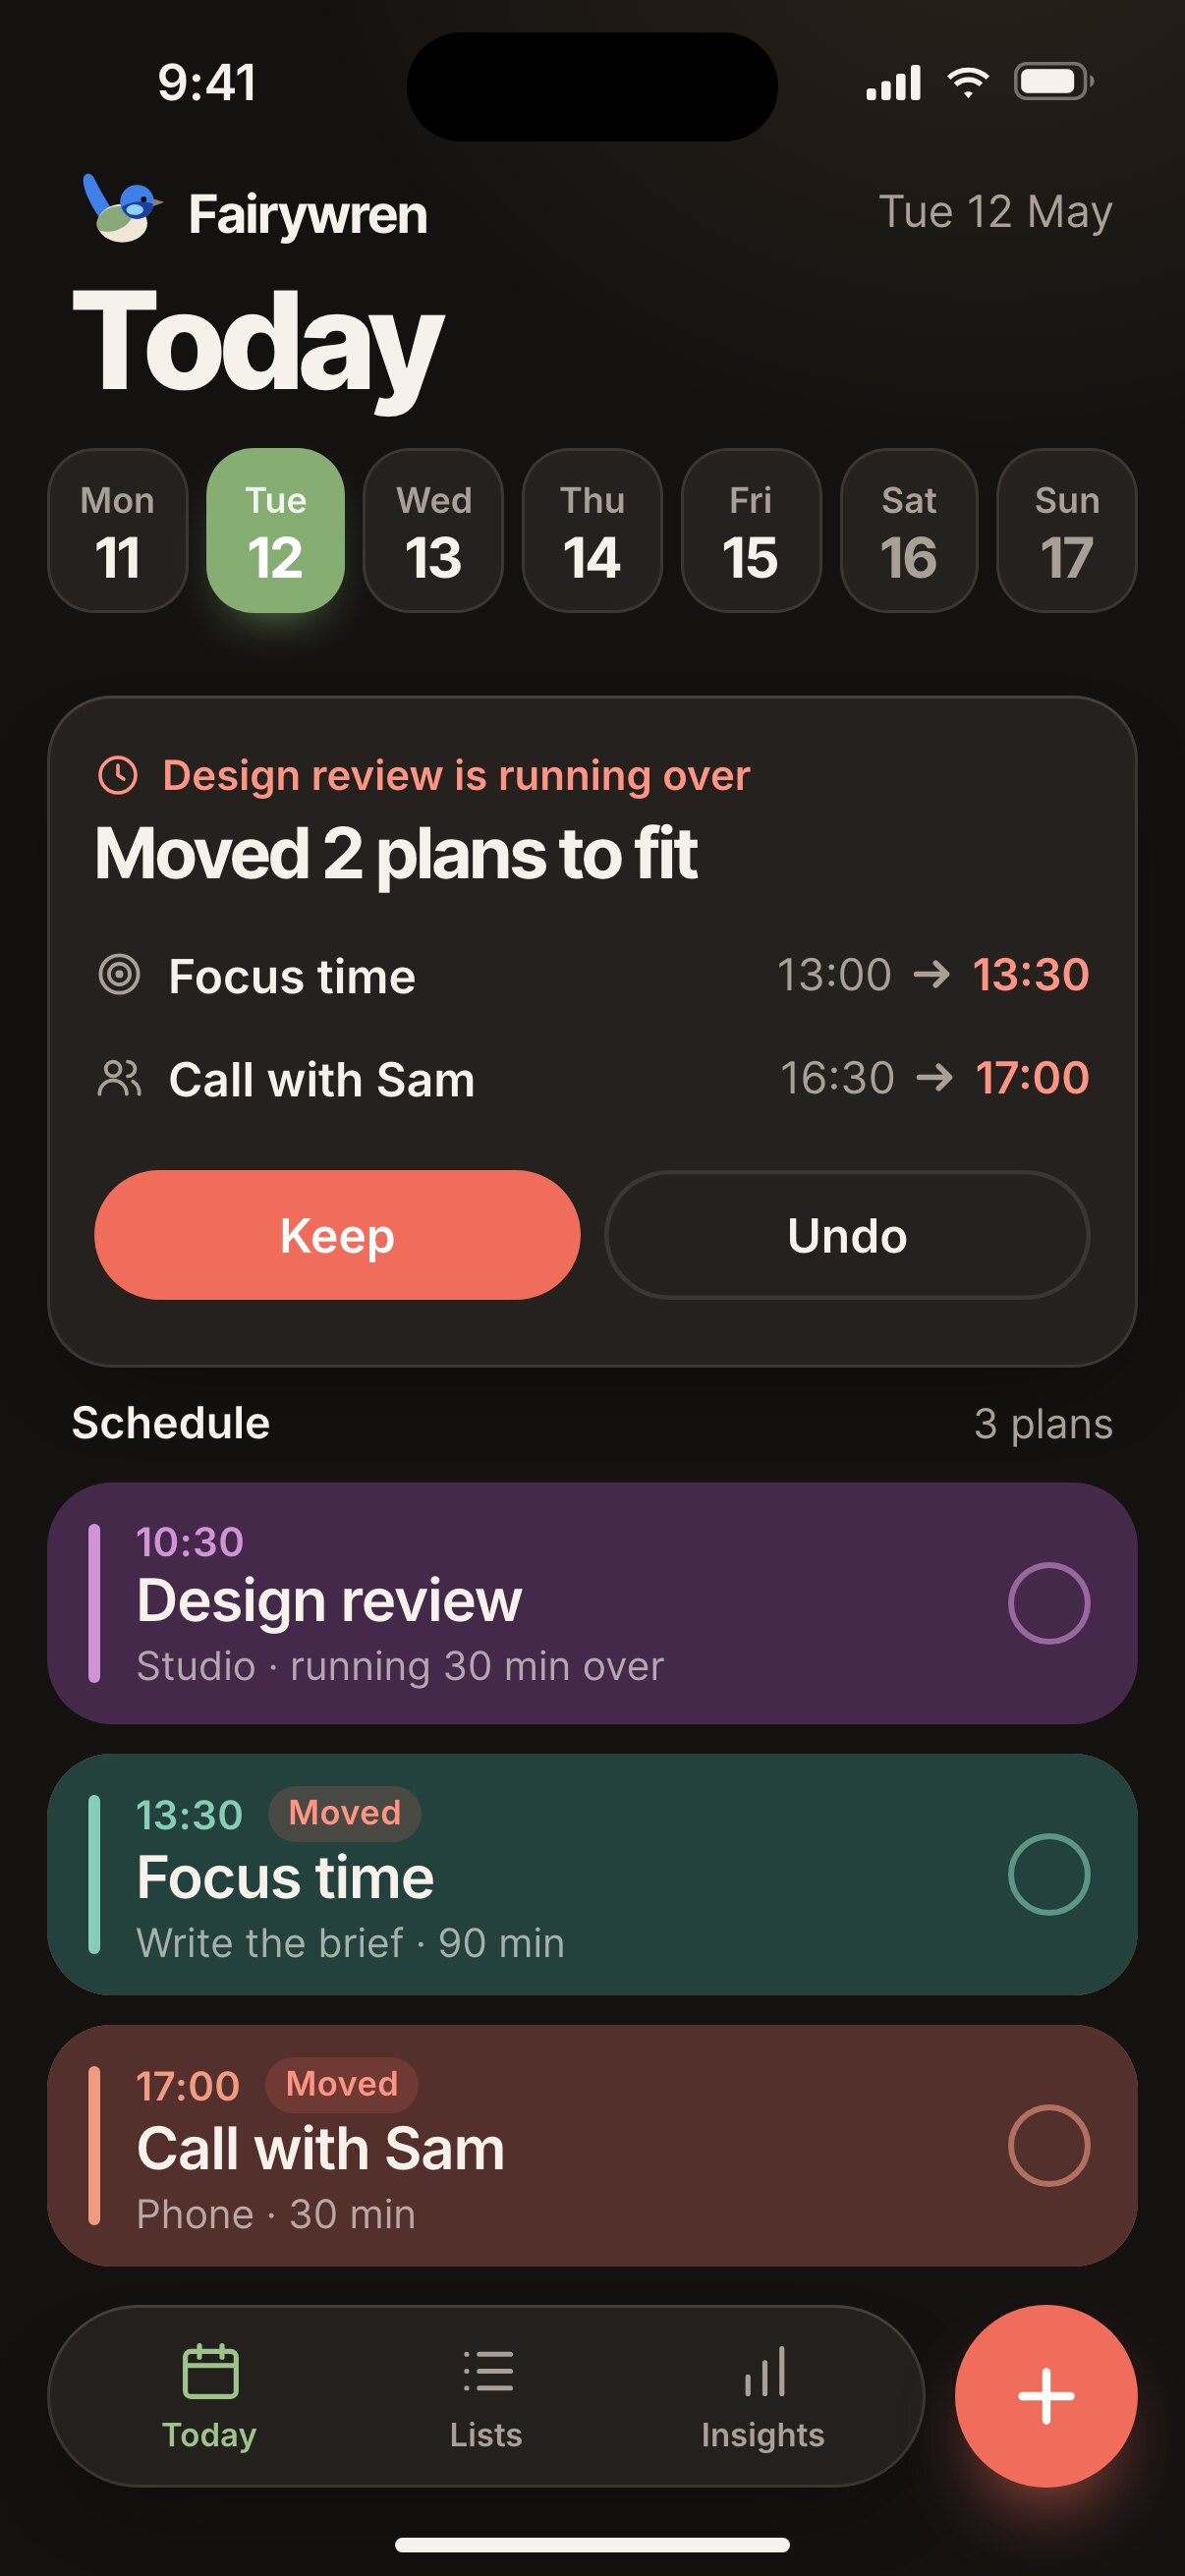 9:41
Fairywren
Tue 12 May
Today
Mon Tue Wed Thu Fri Sat Sun
11 12 13 14 15 16 17
Design review is running over
Moved 2 plans to fit
Focus time 13:00 → 13:30
Call with Sam 16:30 → 17:00
Keep Undo
Schedule 3 plans
10:30
Design review
Studio · running 30 min over
13:30 Moved
Focus time
Write the brief · 90 min
17:00 Moved
Call with Sam
Phone · 30 min
Today Lists Insights